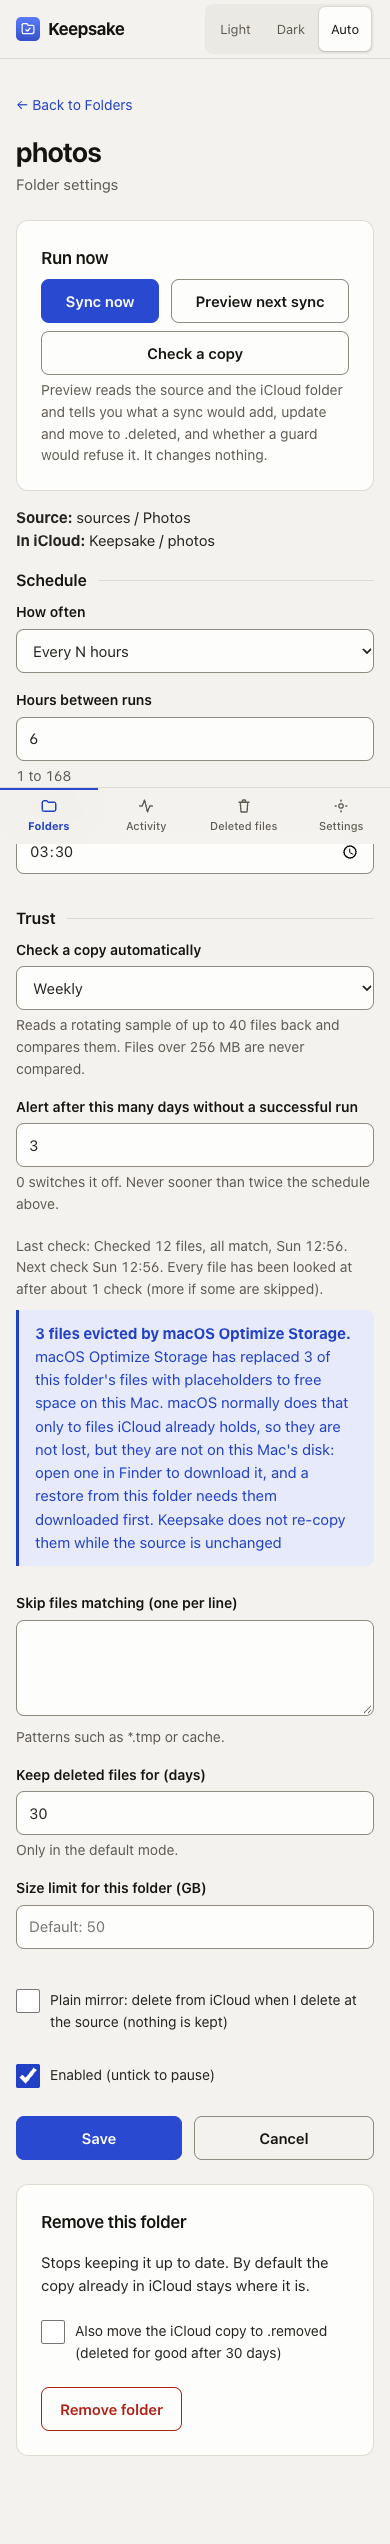 Keepsake
Light Dark Auto
← Back to Folders
photos
Folder settings
Run now
Sync now Preview next sync
Check a copy
Preview reads the source and the iCloud folder
and tells you what a sync would add, update
and move to .deleted, and whether a guard
would refuse it. It changes nothing.
Source: sources / Photos
In iCloud: Keepsake / photos
Schedule
How often
Every N hours
Hours between runs
6
1 to 168
Folders Activity Deleted files Settings
03:30
Trust
Check a copy automatically
Weekly
Reads a rotating sample of up to 40 files back and
compares them. Files over 256 MB are never
compared.
Alert after this many days without a successful run
3
0 switches it off. Never sooner than twice the schedule
above.
Last check: Checked 12 files, all match, Sun 12:56.
Next check Sun 12:56. Every file has been looked at
after about 1 check (more if some are skipped).
3 files evicted by macOS Optimize Storage.
macOS Optimize Storage has replaced 3 of
this folder's files with placeholders to free
space on this Mac. macOS normally does that
only to files iCloud already holds, so they are
not lost, but they are not on this Mac's disk:
open one in Finder to download it, and a
restore from this folder needs them
downloaded first. Keepsake does not re-copy
them while the source is unchanged
Skip files matching (one per line)
Patterns such as *.tmp or cache.
Keep deleted files for (days)
30
Only in the default mode.
Size limit for this folder (GB)
Default: 50
Plain mirror: delete from iCloud when I delete at
the source (nothing is kept)
Enabled (untick to pause)
Save Cancel
Remove this folder
Stops keeping it up to date. By default the
copy already in iCloud stays where it is.
Also move the iCloud copy to .removed
(deleted for good after 30 days)
Remove folder